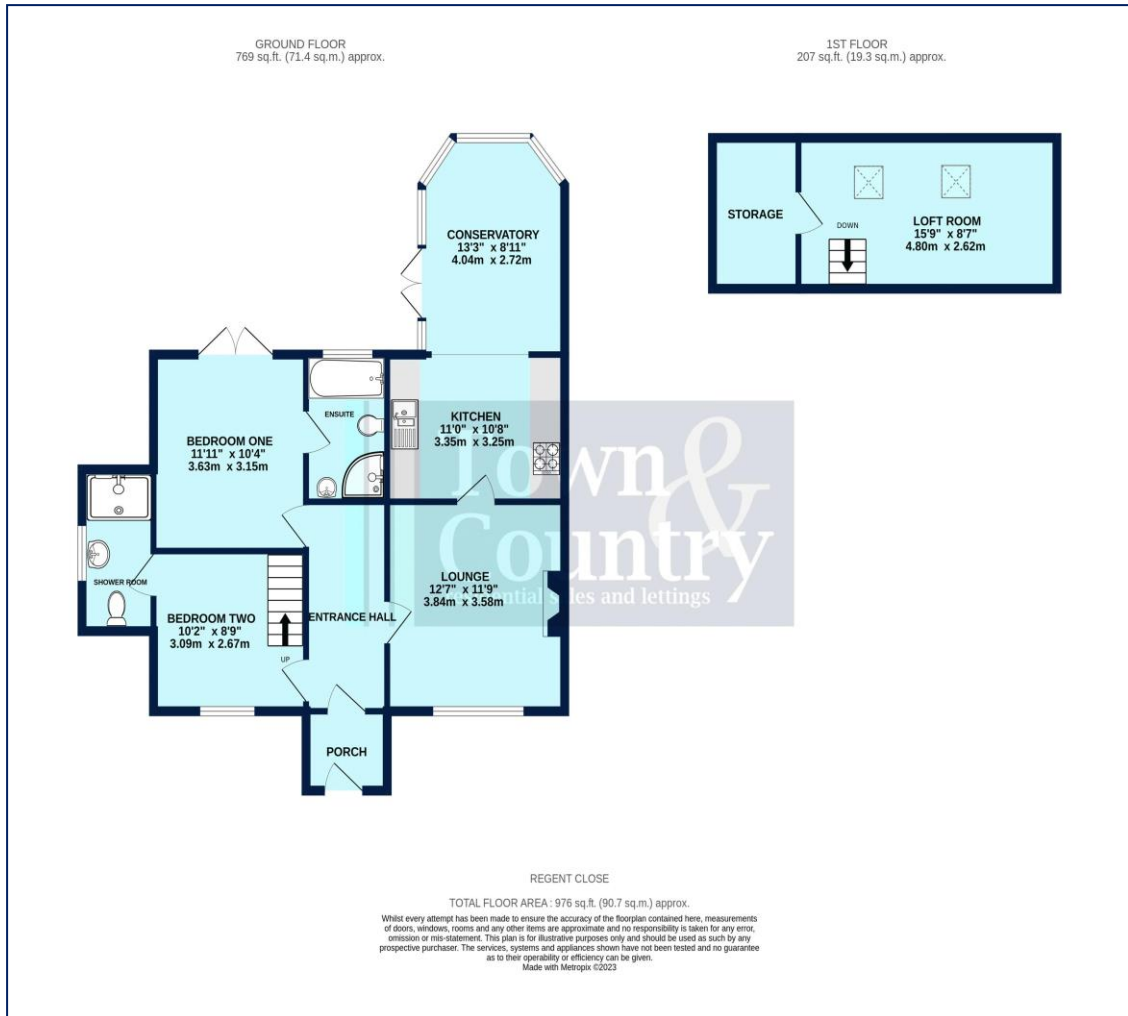 GROUND FLOOR
769 sq.ft. (71.4 sq.m.) approx.
1ST FLOOR
207 sq.ft. (19.3 sq.m.) approx.
STORAGE
DOWN
LOFT ROOM
15'9" x 8'7"
4.80m x 2.62m
CONSERVATORY
13'3" x 8'11"
4.04m x 2.72m
ENSUITE
KITCHEN
11'0" x 10'8"
3.35m x 3.25m
BEDROOM ONE
11'11" x 10'4"
3.63m x 3.15m
Town &
Country
residential sales and lettings
LOUNGE
12'7" x 11'9"
3.84m x 3.58m
SHOWER ROOM
BEDROOM TWO
10'2" x 8'9"
3.09m x 2.67m
UP
ENTRANCE HALL
PORCH
REGENT CLOSE
TOTAL FLOOR AREA : 976 sq.ft. (90.7 sq.m.) approx.
Whilst every attempt has been made to ensure the accuracy of the floorplan contained here, measurements
of doors, windows, rooms and any other items are approximate and no responsibility is taken for any error,
omission or mis-statement. This plan is for illustrative purposes only and should be used as such by any
prospective purchaser. The services, systems and appliances shown have not been tested and no guarantee
as to their operability or efficiency can be given.
Made with Metropix ©2023